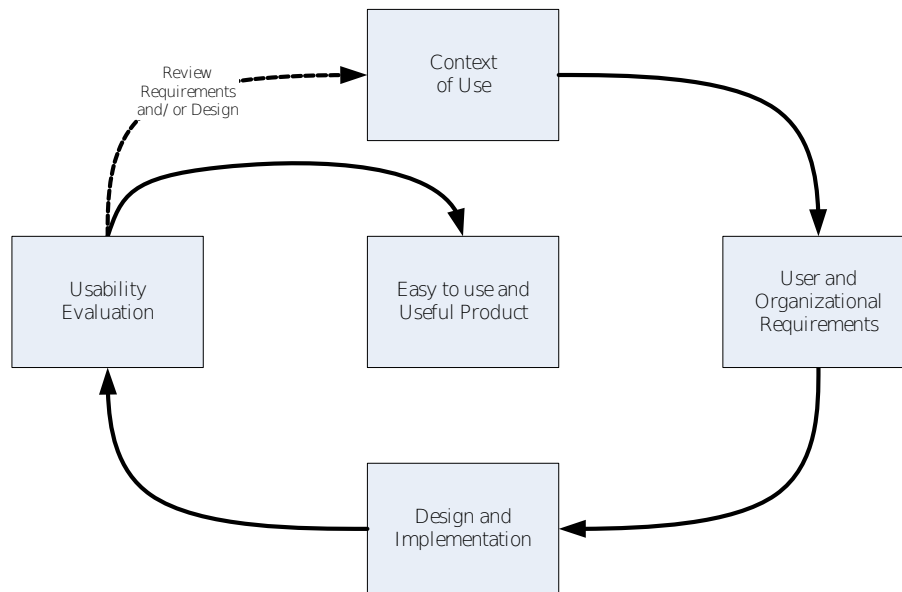 Context
of Use
Review
Requirements
and/or Design
Usability
Evaluation
Easy to use and
Useful Product
User and
Organizational
Requirements
Design and
Implementation